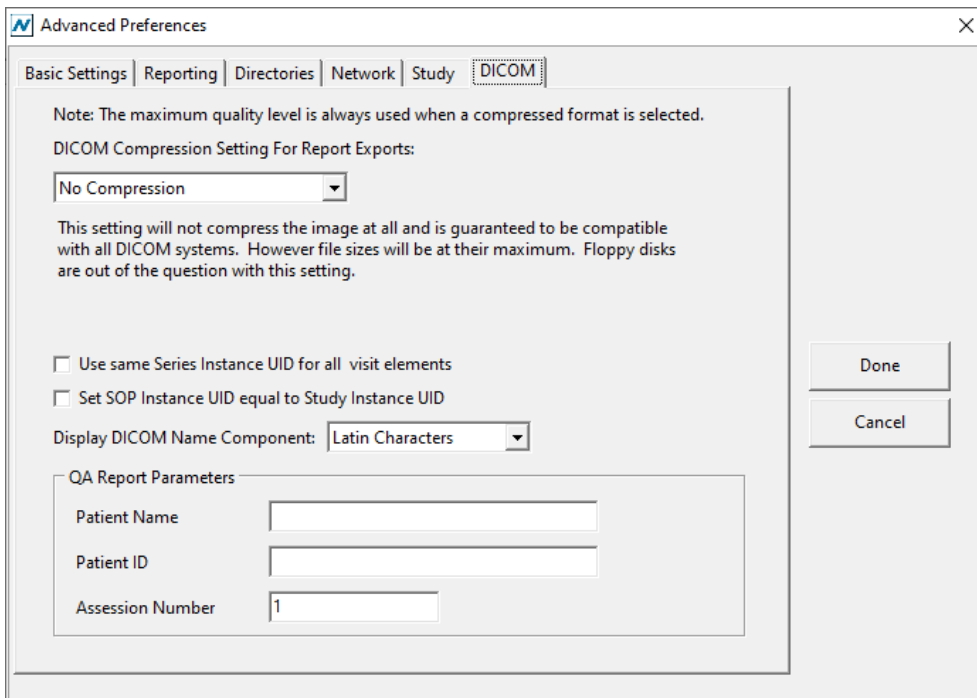 Advanced Preferences
Basic Settings Reporting Directories Network Study DICOM
Note: The maximum quality level is always used when a compressed format is selected.
DICOM Compression Setting For Report Exports:
No Compression
This setting will not compress the image at all and is guaranteed to be compatible
with all DICOM systems. However file sizes will be at their maximum. Floppy disks
are out of the question with this setting.
Use same Series Instance UID for all visit elements
Set SOP Instance UID equal to Study Instance UID
Display DICOM Name Component: Latin Characters
QA Report Parameters
Patient Name
Patient ID
Assession Number 1
Done
Cancel